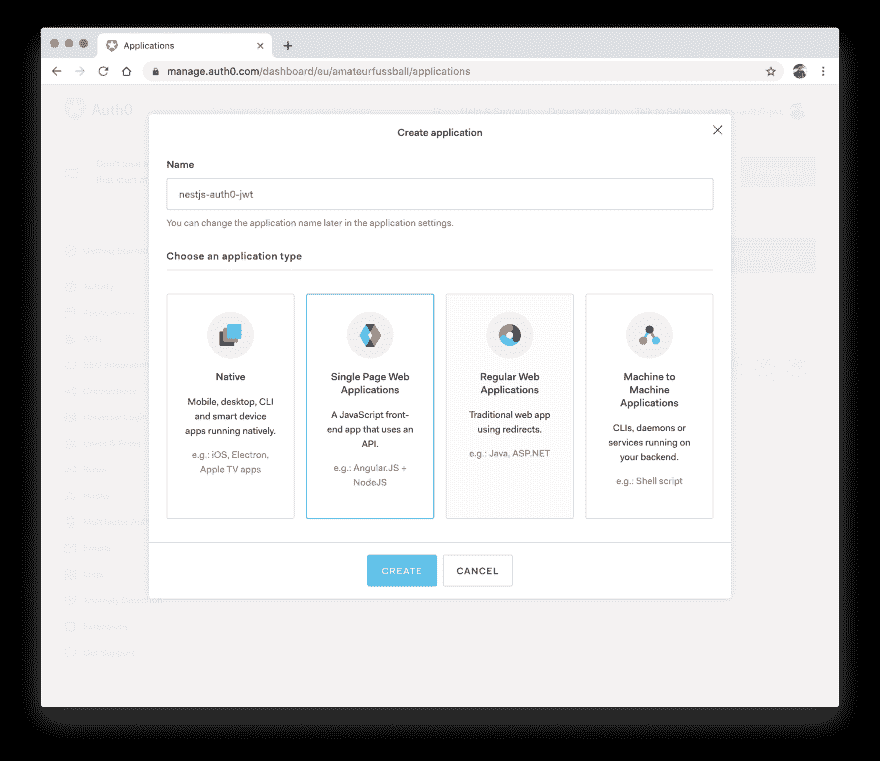 Applications
manage.auth0.com/dashboard/eu/amateurfussball/applications
Auth0
Create application
Name
nestjs-auth0-jwt
You can change the application name later in the application settings.
Choose an application type
Native
Mobile, desktop, CLI
and smart device
apps running natively.
e.g.: iOS, Electron,
Apple TV apps
Single Page Web
Applications
A JavaScript front-
end app that uses an
API.
e.g.: Angular.JS +
NodeJS
Regular Web
Applications
Traditional web app
using redirects.
e.g.: Java, ASP.NET
Machine to
Machine
Applications
CLIs, daemons or
services running on
your backend.
e.g.: Shell script
CREATE
CANCEL